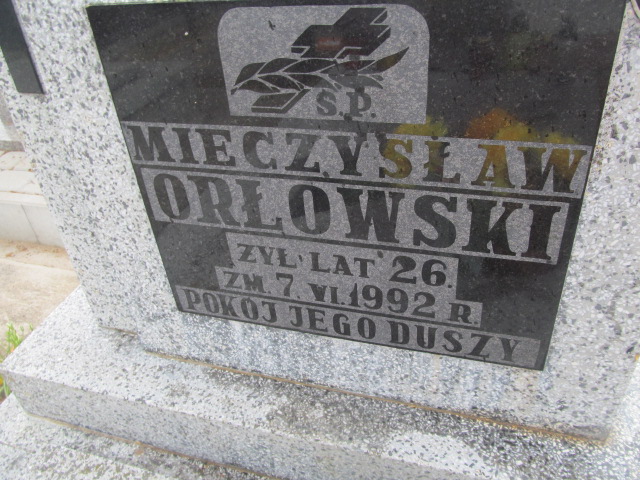 Ś.P.
MIECZYSŁAW
ORŁOWSKI
ŻYŁ LAT 26.
ZM. 7. VI. 1992 R.
POKÓJ JEGO DUSZY